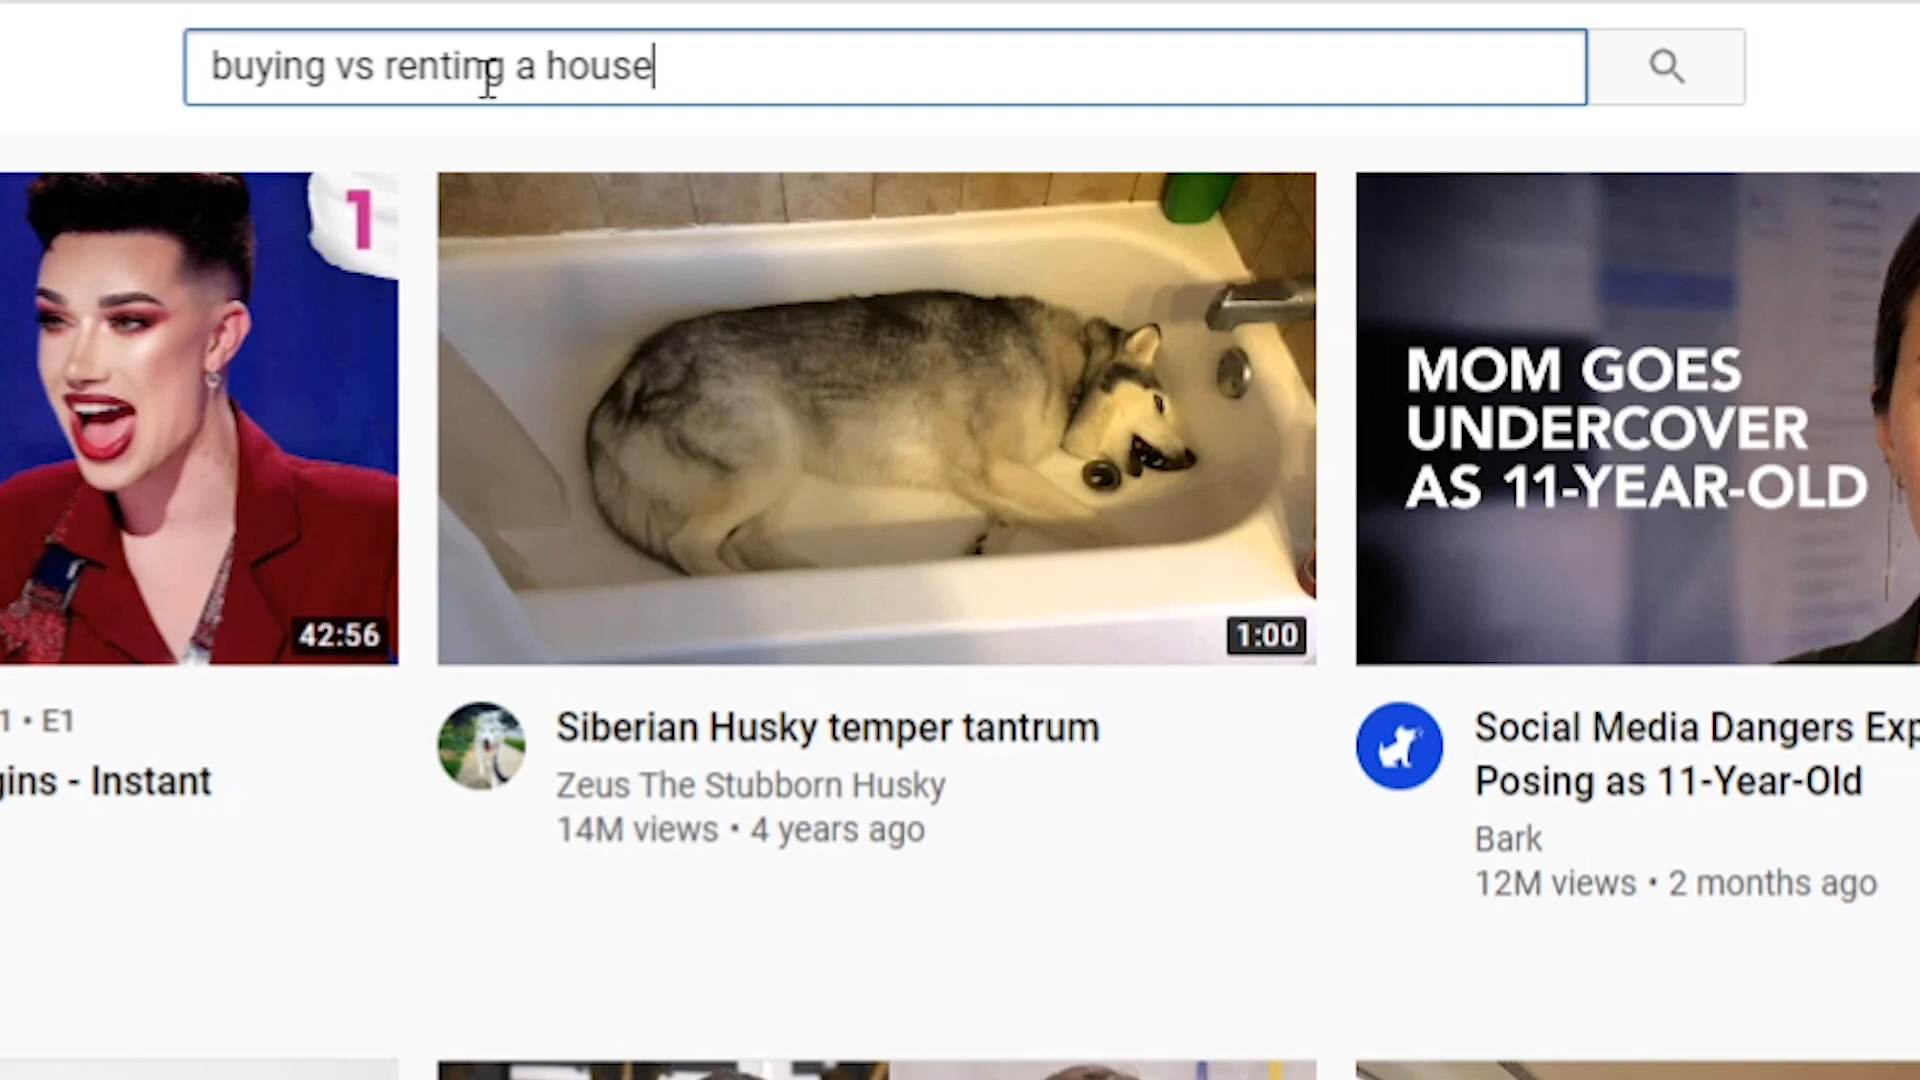 buying vs renting a house
1
42:56
1:00
MOM GOES
UNDERCOVER
AS 11-YEAR-OLD
1 • E1
gins - Instant
Siberian Husky temper tantrum
Zeus The Stubborn Husky
14M views • 4 years ago
Social Media Dangers Exp
Posing as 11-Year-Old
Bark
12M views • 2 months ago